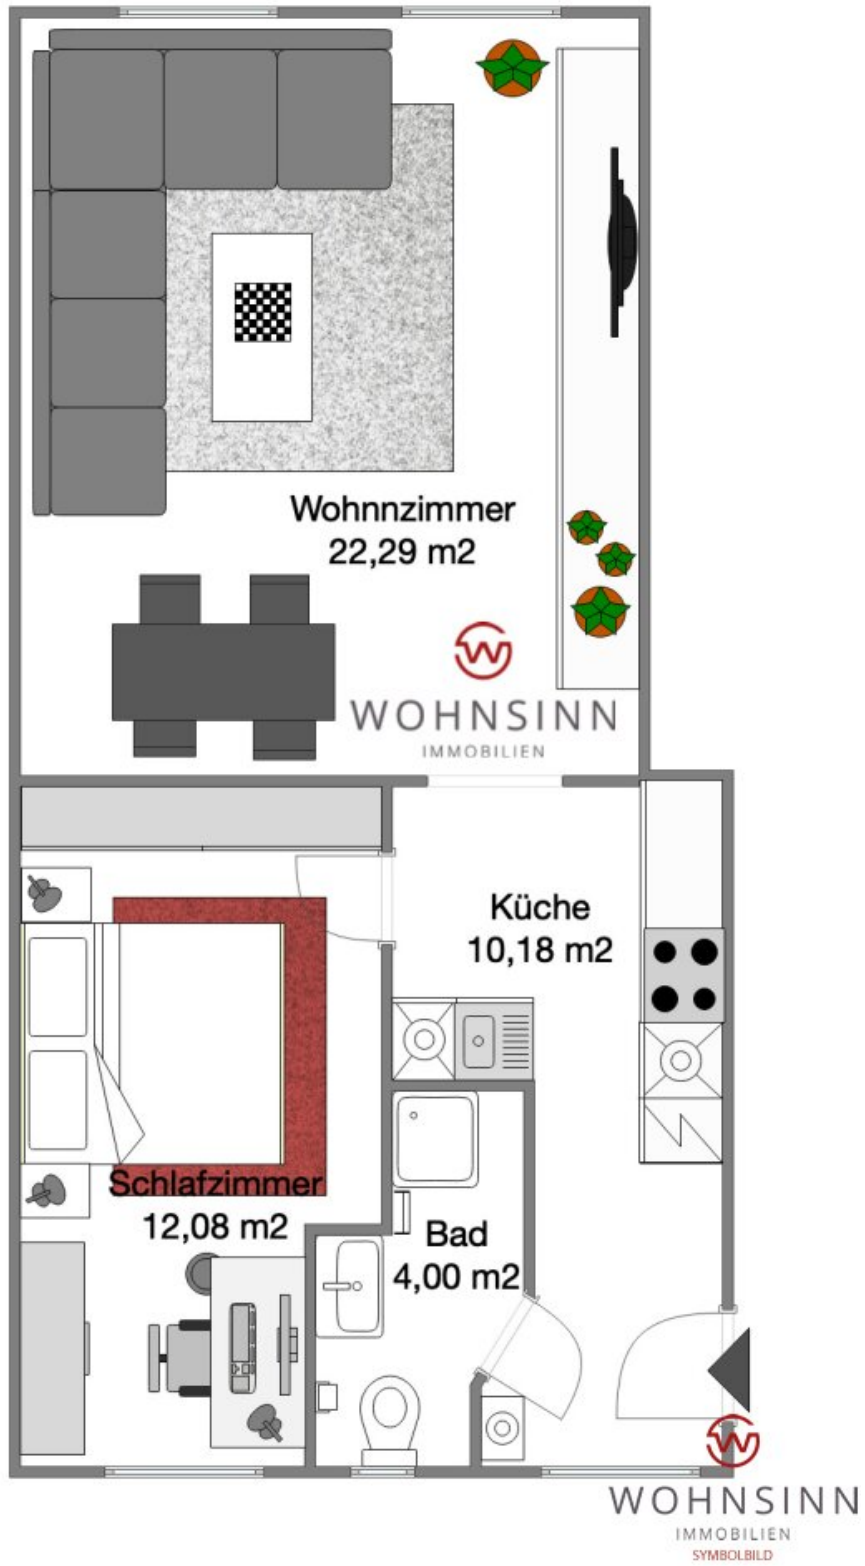 Wohnnzimmer
22,29 m2
WOHNSINN
IMMOBILIEN
Küche
10,18 m2
Schlafzimmer
12,08 m2
Bad
4,00 m2
WOHNSINN
IMMOBILIEN
SYMBOLBILD